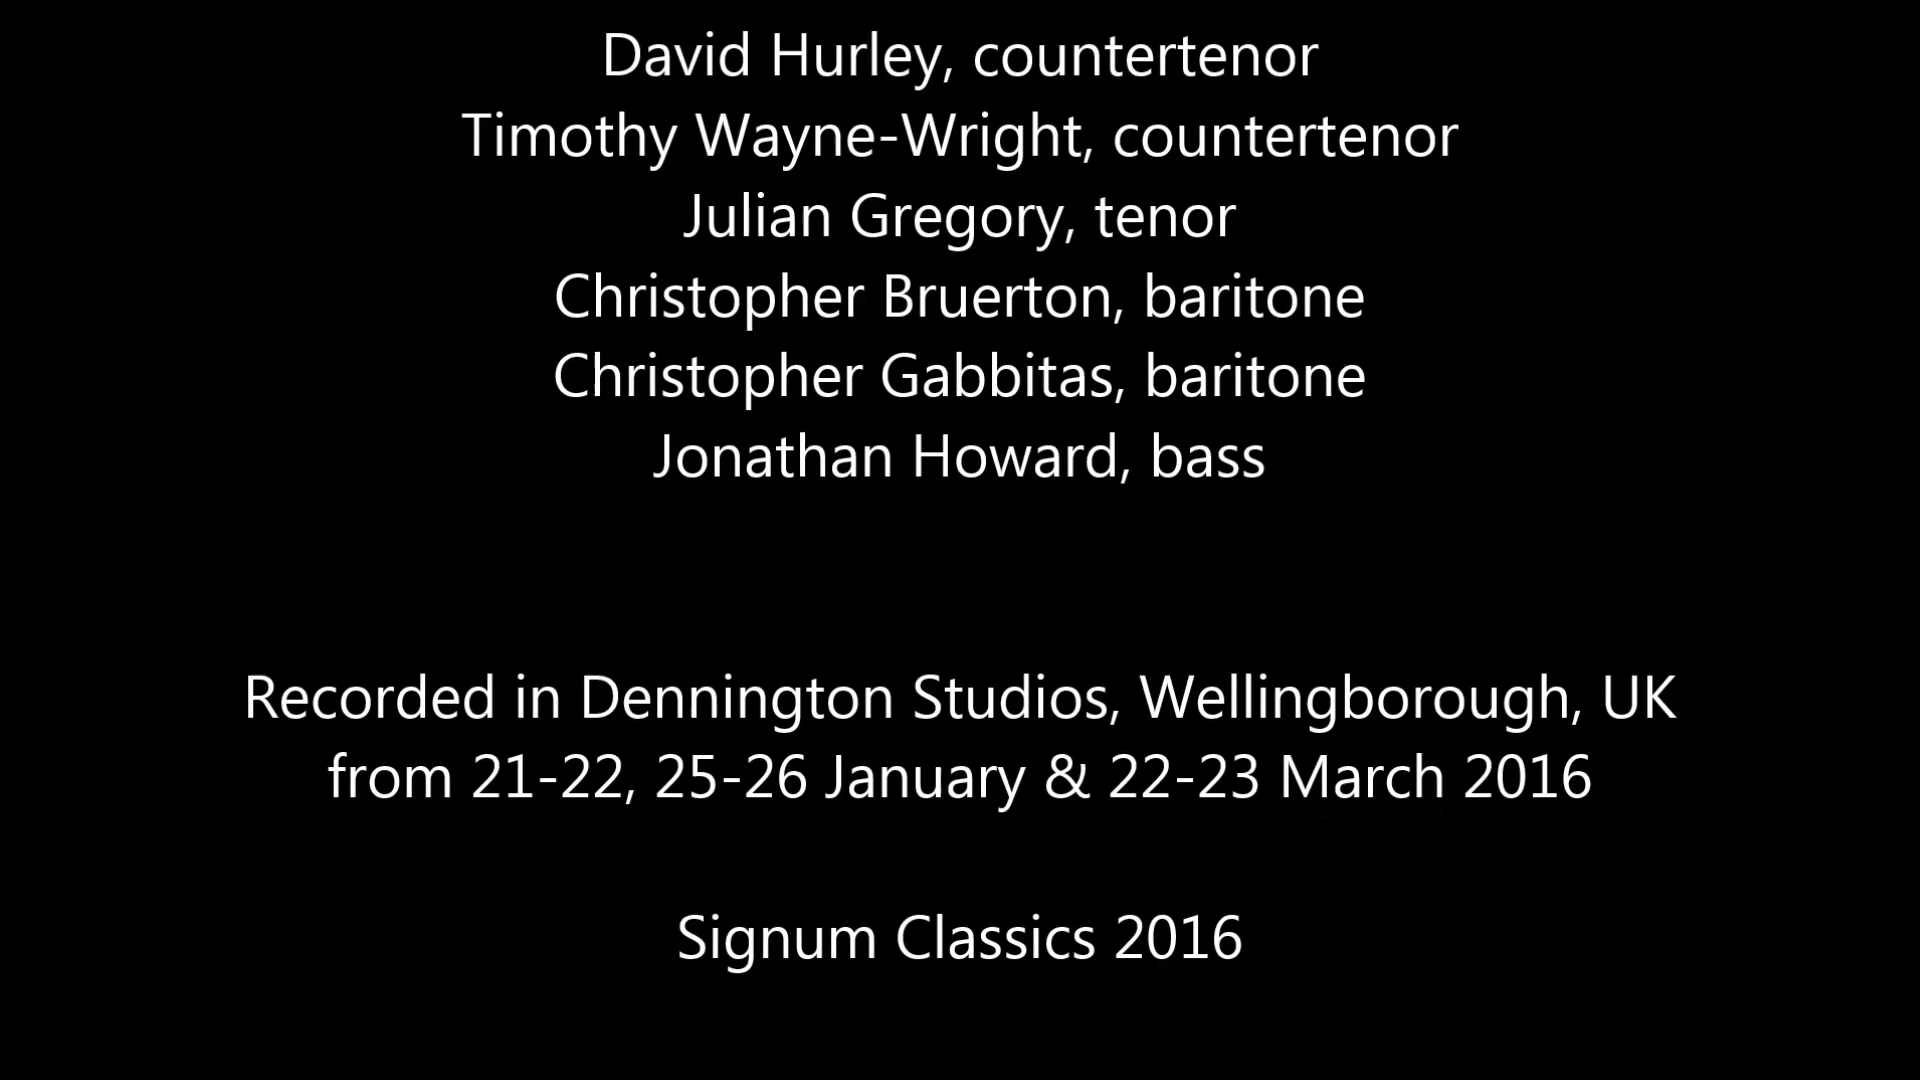 David Hurley, countertenor
Timothy Wayne-Wright, countertenor
Julian Gregory, tenor
Christopher Bruerton, baritone
Christopher Gabbitas, baritone
Jonathan Howard, bass
Recorded in Dennington Studios, Wellingborough, UK
from 21-22, 25-26 January & 22-23 March 2016
Signum Classics 2016